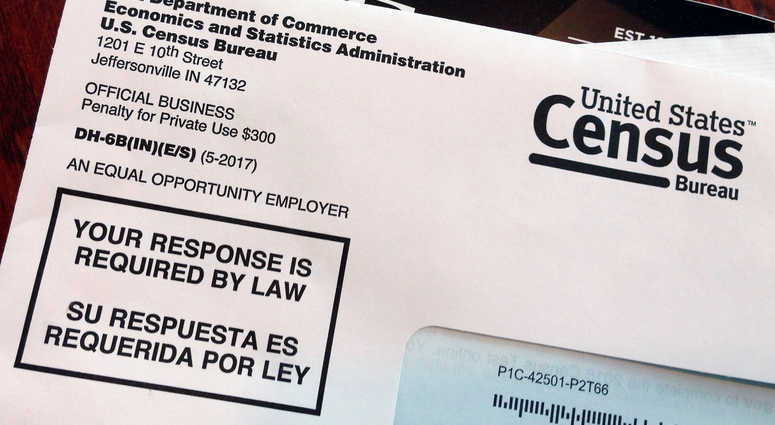 Department of Commerce
Economics and Statistics Administration
U.S. Census Bureau
1201 E 10th Street
Jeffersonville IN 47132
OFFICIAL BUSINESS
Penalty for Private Use $300
DH-6B(IN)(E/S) (5-2017)
AN EQUAL OPPORTUNITY EMPLOYER
YOUR RESPONSE IS
REQUIRED BY LAW
SU RESPUESTA ES
REQUERIDA POR LEY
EST
United States™
Census
Bureau
P1C-42501-P2T66